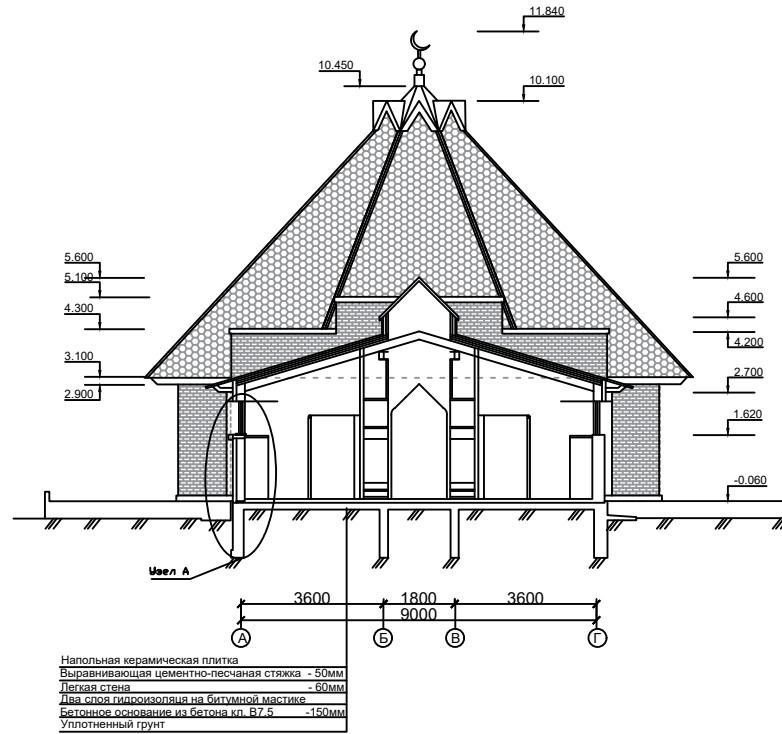 11.840
10.450
10.100
5.600
5.100
4.300
3.100
2.900
5.600
4.600
4.200
2.700
1.620
-0.060
Узел А
3600 1800 3600
9000
А Б В Г
Напольная керамическая плитка
Выравнивающая цементно-песчаная стяжка - 50мм
Легкая стена - 60мм
Два слоя гидроизоляця на битумной мастике
Бетонное основание из бетона кл. В7.5 -150мм
Уплотненный грунт